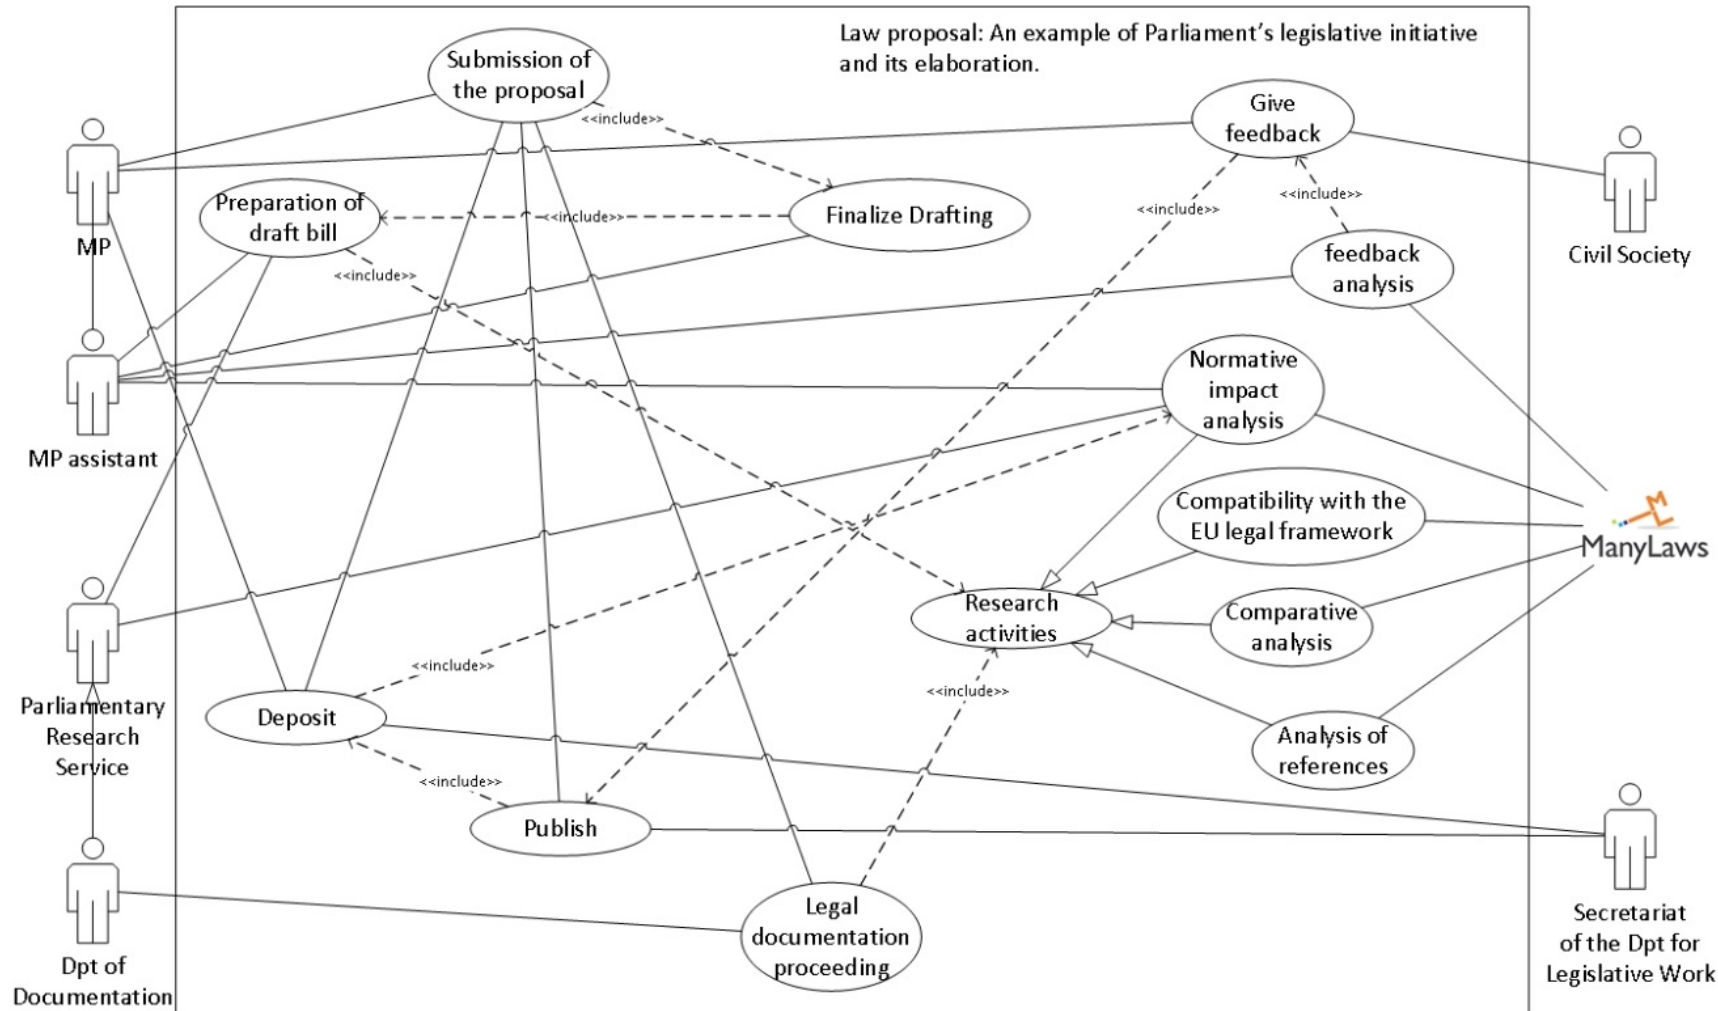 Law proposal: An example of Parliament's legislative initiative
and its elaboration.
Submission of
the proposal
<<include>>
Give
feedback
MP
Preparation of
draft bill
<<include>>
Finalize Drafting
<<include>>
<<include>>
Civil Society
<<include>>
feedback
analysis
MP assistant
Normative
impact
analysis
Compatibility with the
EU legal framework
ManyLaws
Research
activities
Comparative
analysis
<<include>>
<<include>>
Parliamentary
Research
Service
Deposit
Analysis of
references
<<include>>
Publish
Legal
documentation
proceeding
Dpt of
Documentation
Secretariat
of the Dpt for
Legislative Work